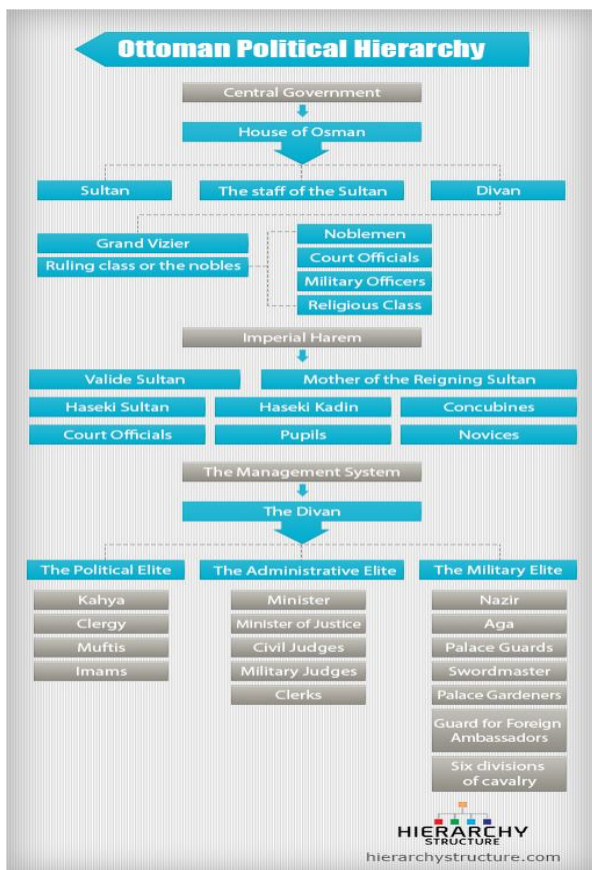 Ottoman Political Hierarchy
Central Government
House of Osman
Sultan
The staff of the Sultan
Divan
Grand Vizier
Ruling class or the nobles
Noblemen
Court Officials
Military Officers
Religious Class
Imperial Harem
Valide Sultan
Mother of the Reigning Sultan
Haseki Sultan
Haseki Kadin
Concubines
Court Officials
Pupils
Novices
The Management System
The Divan
The Political Elite
Kahya
Clergy
Muftis
Imams
The Administrative Elite
Minister
Minister of Justice
Civil Judges
Military Judges
Clerks
The Military Elite
Nazir
Aga
Palace Guards
Swordmaster
Palace Gardeners
Guard for Foreign
Ambassadors
Six divisions
of cavalry
HIERARCHY
STRUCTURE
hierarchystructure.com